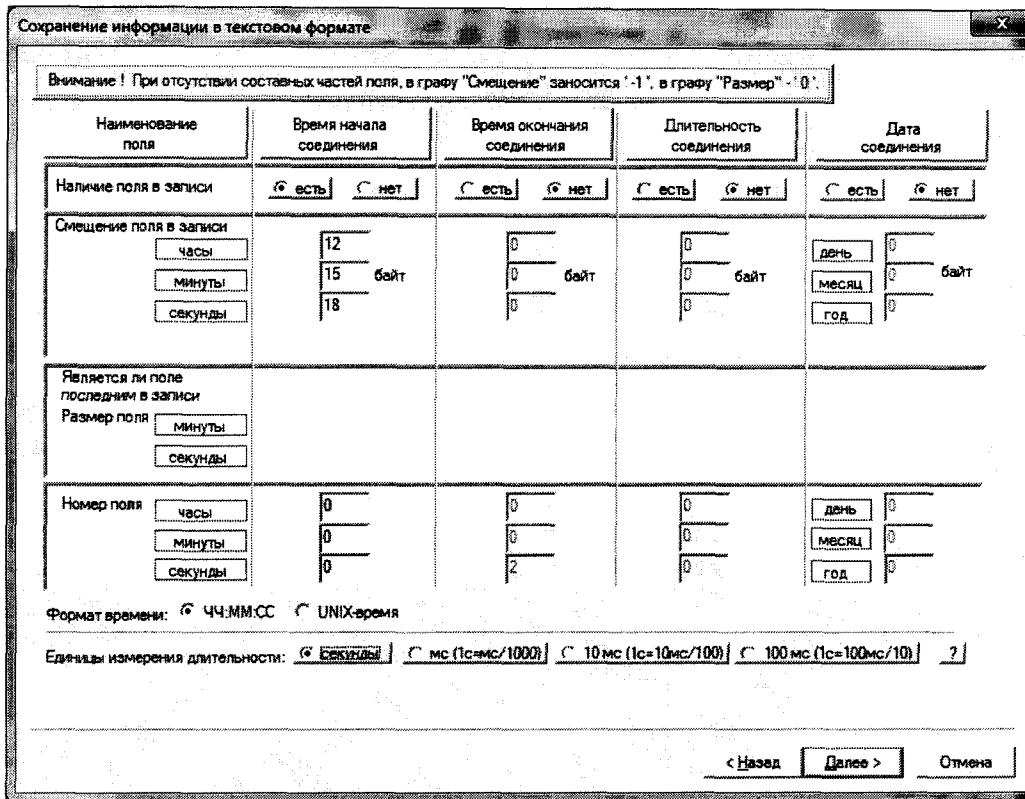 Сохранение информации в текстовом формате
Внимание ! При отсутствии составных частей поля, в графу "Смещение" заносится ' -1 ', в графу "Размер" - ' 0 '.
Наименование поля
Время начала соединения
Время окончания соединения
Длительность соединения
Дата соединения
Наличие поля в записи
есть нет есть нет есть нет есть нет
Смещение поля в записи
часы 12 0 0 день 0
минуты 15 байт 0 байт 0 байт месяц 0 байт
секунды 18 0 0 год 0
Является ли поле
последним в записи
Размер поля минуты
секунды
Номер поля часы 0 0 0 день 0
минуты 0 0 0 месяц 0
секунды 0 2 0 год 0
Формат времени: ЧЧ:ММ:СС UNIX-время
Единицы измерения длительности: секунды мс (1с=мс/1000) 10 мс (1с=10мс/100) 100 мс (1с=100мс/10) ?
< Назад Далее > Отмена